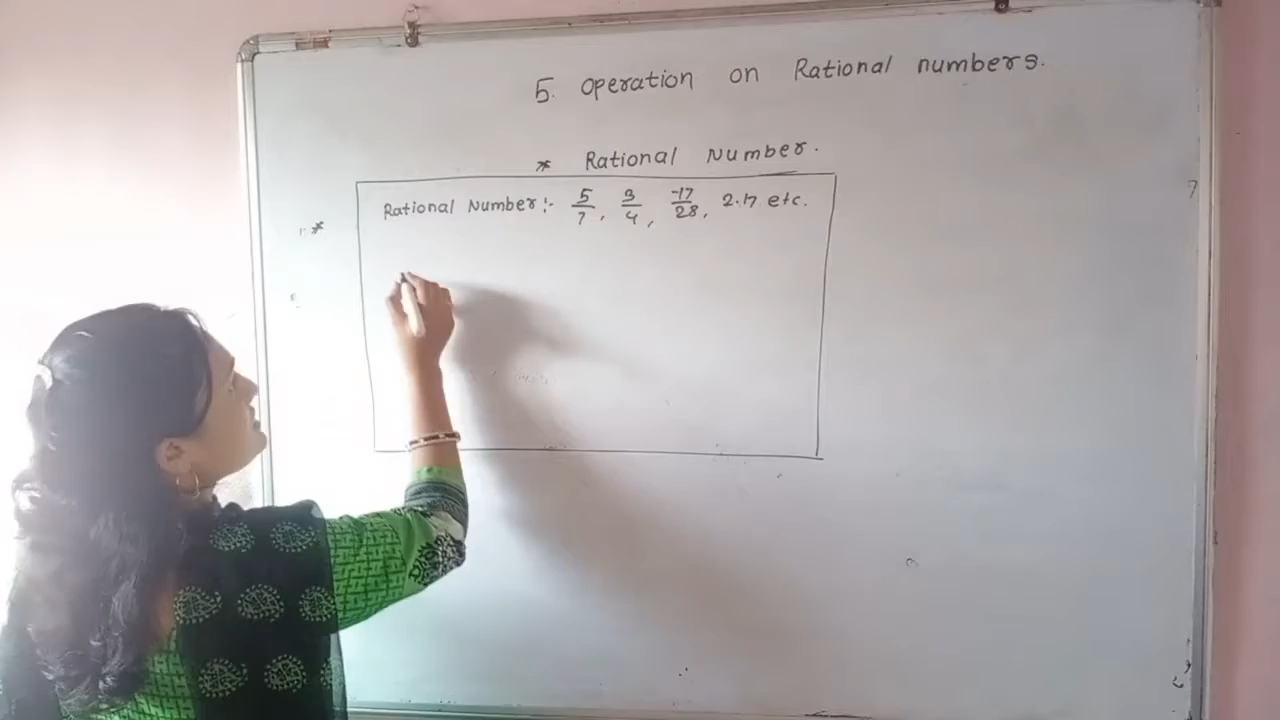 5. Operation on Rational numbers.
* Rational Number.
Rational Number:- 5/7, 3/4, -17/28, 2.17 etc.
*